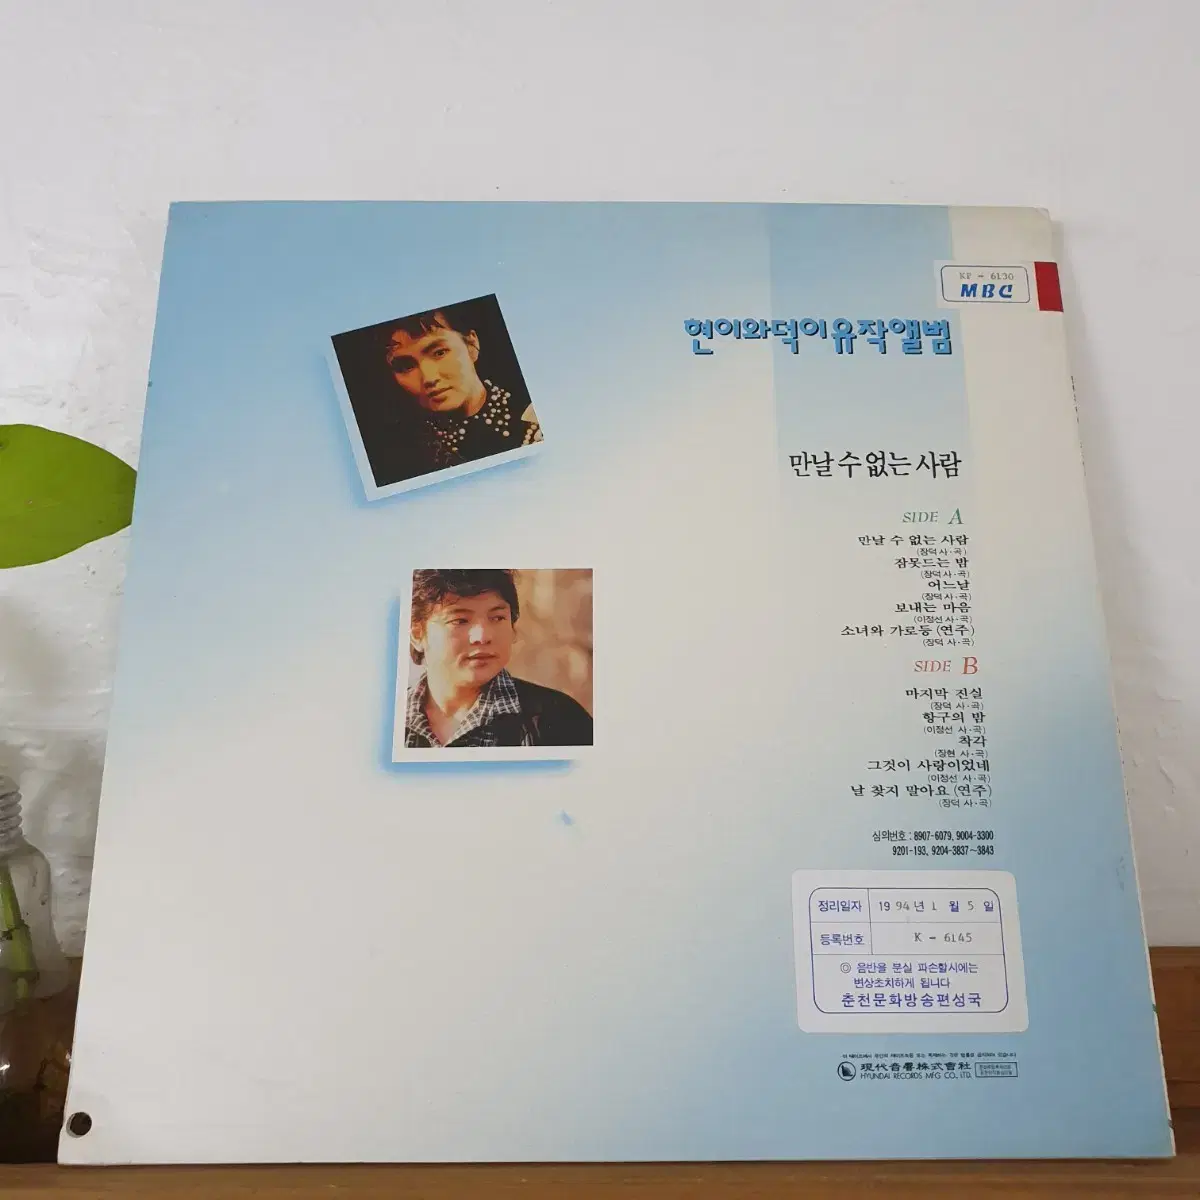 KP - 6130
MBC
현이와덕이유작앨범
만날 수 없는 사람
SIDE A
만날 수 없는 사람
(장덕 사·곡)
잠못드는 밤
(장덕 사·곡)
어느날
(장덕 사·곡)
보내는 마음
(이정선 사·곡)
소녀와 가로등 (연주)
(장덕 사·곡)
SIDE B
마지막 진실
(장덕 사·곡)
항구의 밤
(이정선 사·곡)
착각
(장현 사·곡)
그것이 사랑이었네
(이정선 사·곡)
날 찾지 말아요 (연주)
(장덕 사·곡)
심의번호 : 8907-6079, 9004-3300
9201-193, 9204-3837~3843
정리일자 1994년 1월 5일
등록번호 K - 6145
◎ 음반을 분실 파손할시에는
변상조치하게 됩니다
춘천문화방송편성국
現代音響株式會社
HYUNDAI RECORDS MFG CO., LTD.